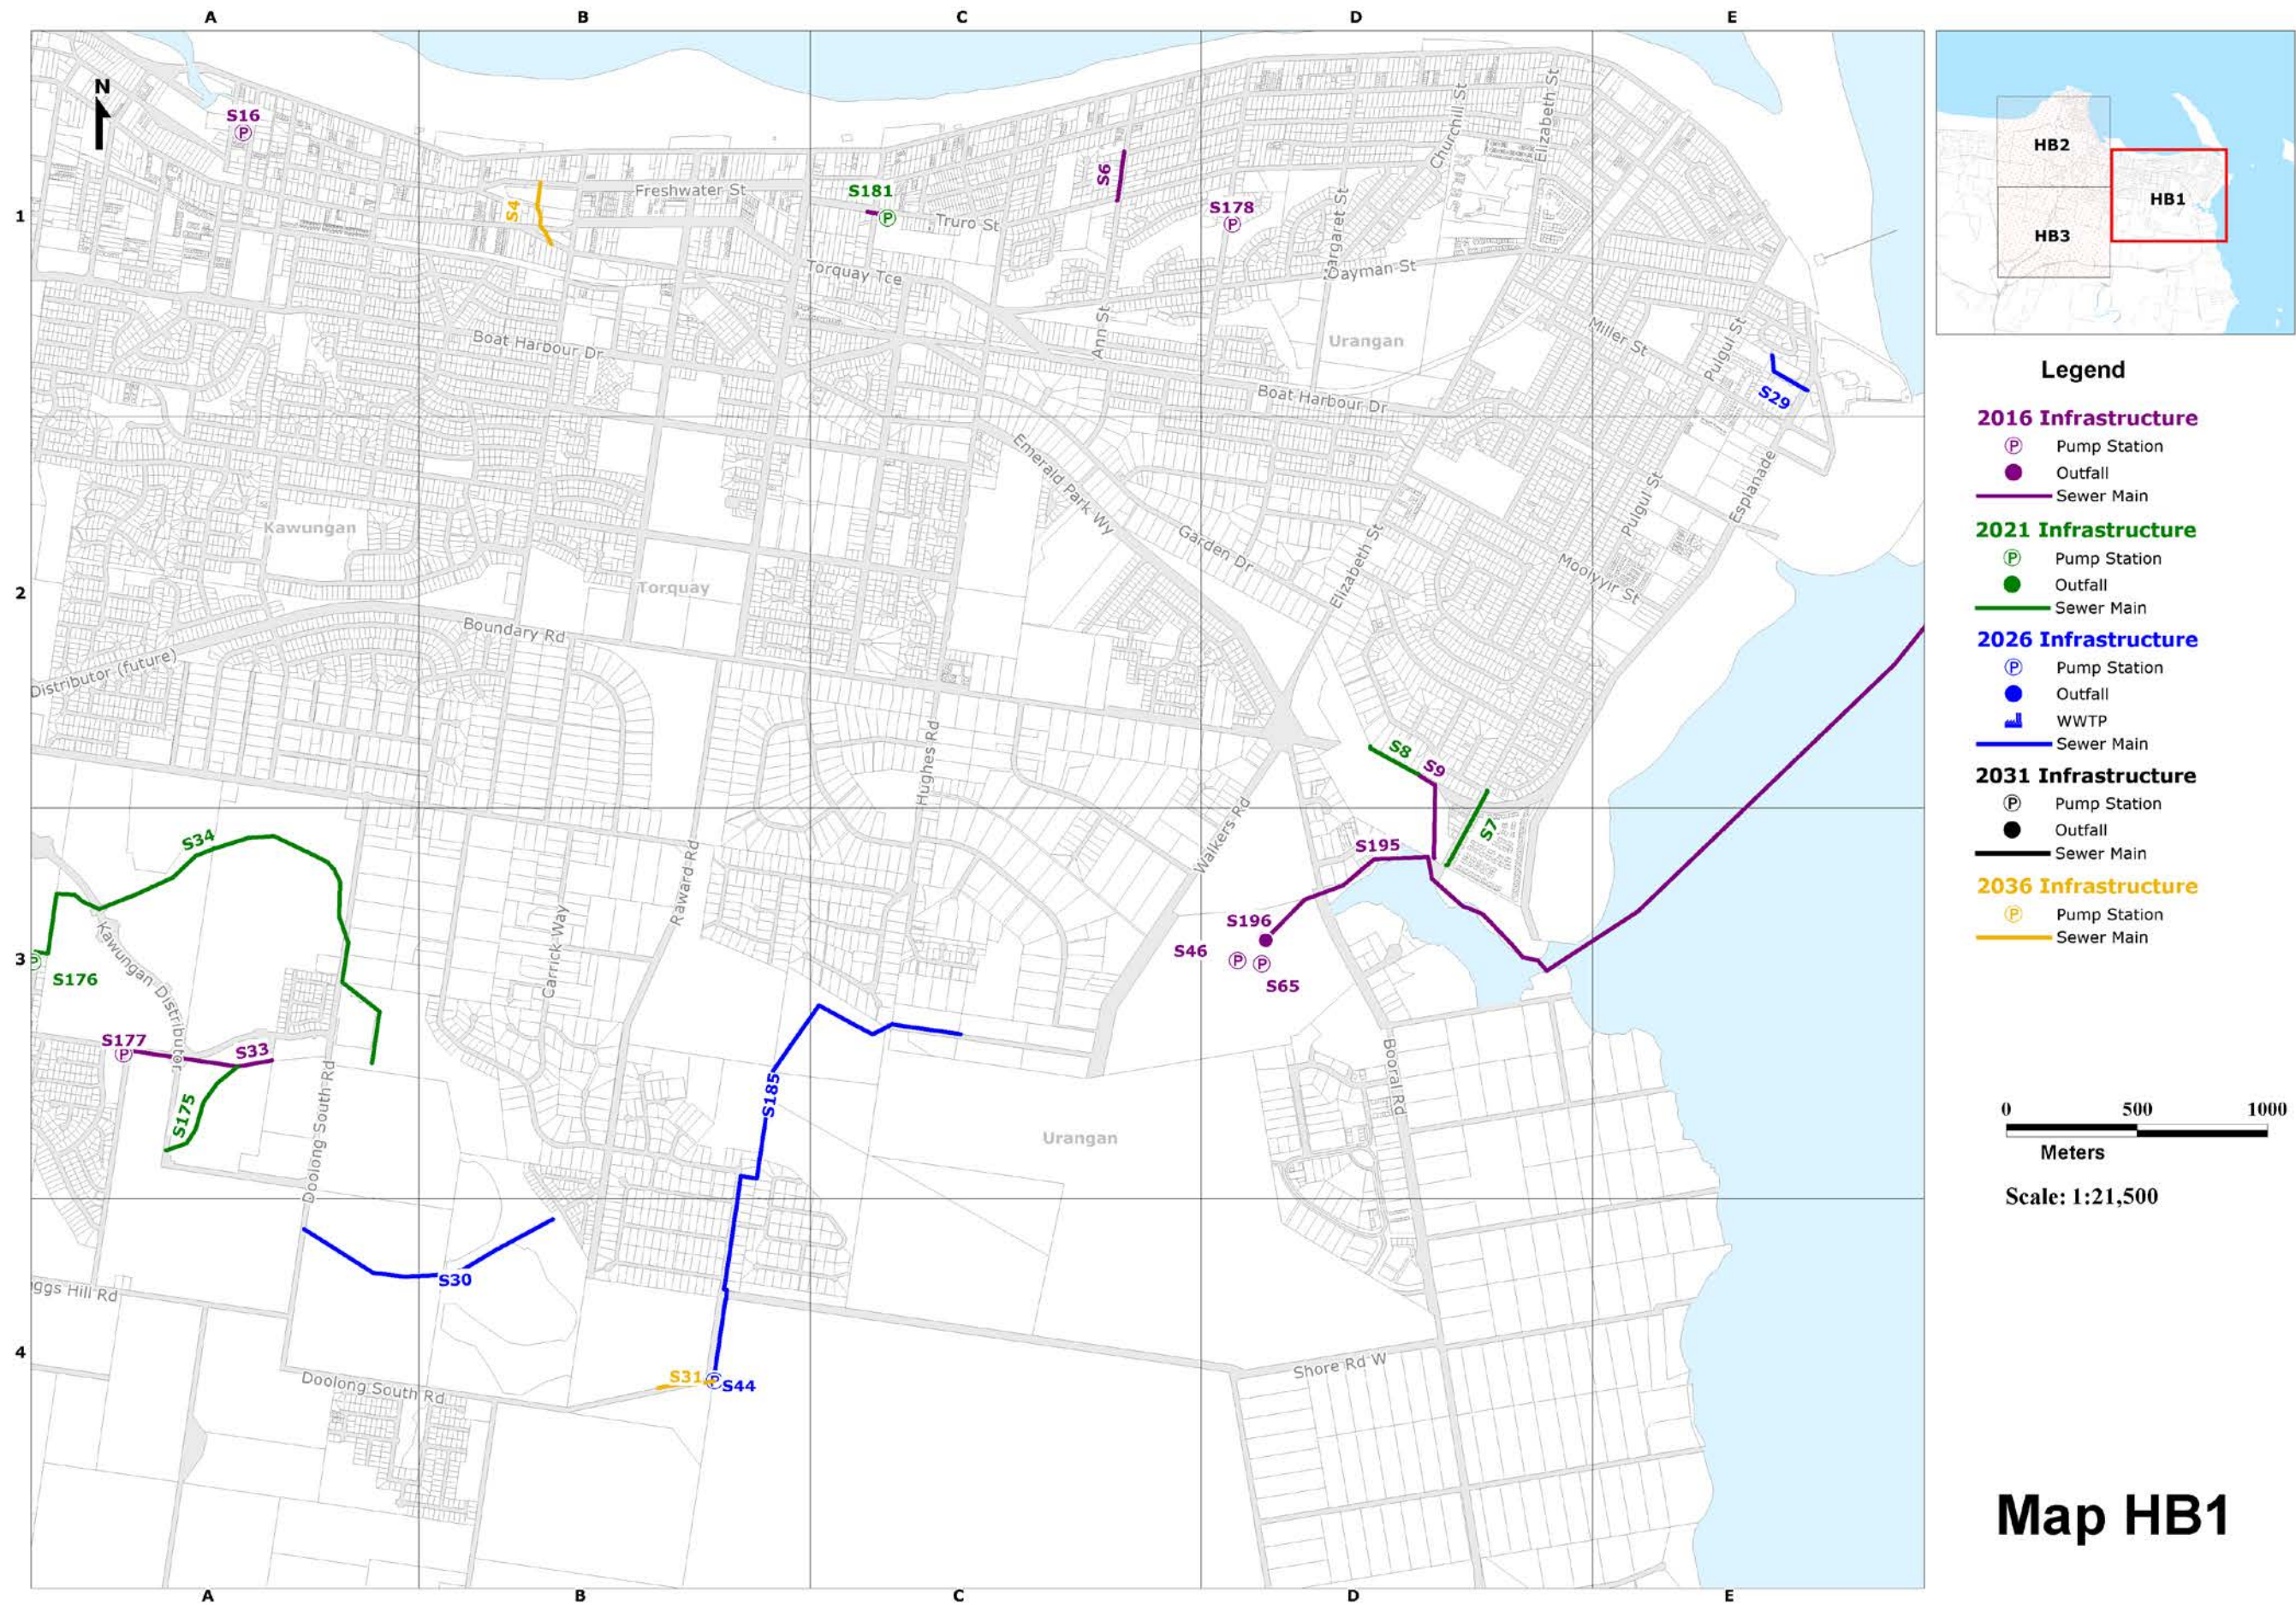 A B C D E
N
S16
1
S4
Freshwater St
S181
Truro St
Torquay Tce
S6
S178
Churchill St
Elizabeth St
Margaret St
Dayman St
Boat Harbour Dr
Ann St
Urangan
Miller St
Pulgul St
S29
Boat Harbour Dr
Emerald Park Wy
Garden Dr
Elizabeth St
Pulgul St
Esplanade
Moolyyir St
Kawungan
Torquay
2
Boundary Rd
Distributor (future)
Hughes Rd
S8
S9
S7
Walkers Rd
S34
S195
Raward Rd
Carrick Way
Kawungan Distributor
S196
S46
S65
3
S176
S177
S33
S175
Doolong South Rd
S185
Booral Rd
Urangan
S30
ggs Hill Rd
4
Doolong South Rd
S31
S44
Shore Rd W
A B C D E
HB2
HB1
HB3
Legend
2016 Infrastructure
P Pump Station
Outfall
Sewer Main
2021 Infrastructure
P Pump Station
Outfall
Sewer Main
2026 Infrastructure
P Pump Station
Outfall
WWTP
Sewer Main
2031 Infrastructure
P Pump Station
Outfall
Sewer Main
2036 Infrastructure
P Pump Station
Sewer Main
0 500 1000
Meters
Scale: 1:21,500
Map HB1